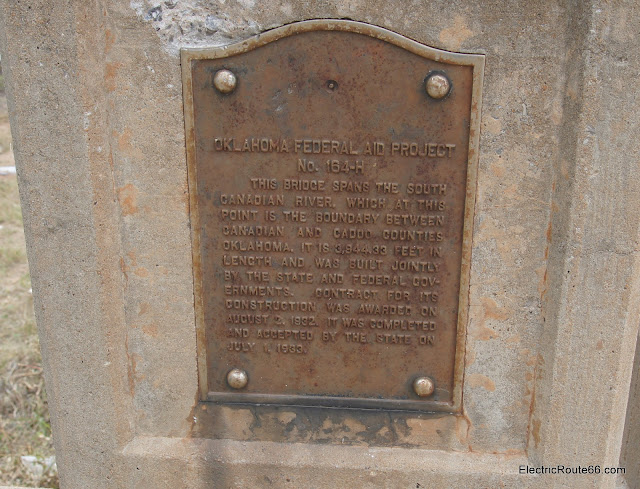 OKLAHOMA FEDERAL AID PROJECT
No. 164-H
THIS BRIDGE SPANS THE SOUTH
CANADIAN RIVER, WHICH AT THIS
POINT IS THE BOUNDARY BETWEEN
CANADIAN AND CADDO COUNTIES
OKLAHOMA. IT IS 3,944.33 FEET IN
LENGTH AND WAS BUILT JOINTLY
BY THE STATE AND FEDERAL GOV-
ERNMENTS. CONTRACT FOR ITS
CONSTRUCTION WAS AWARDED ON
AUGUST 2, 1932. IT WAS COMPLETED
AND ACCEPTED BY THE STATE ON
JULY 1, 1933.
ElectricRoute66.com